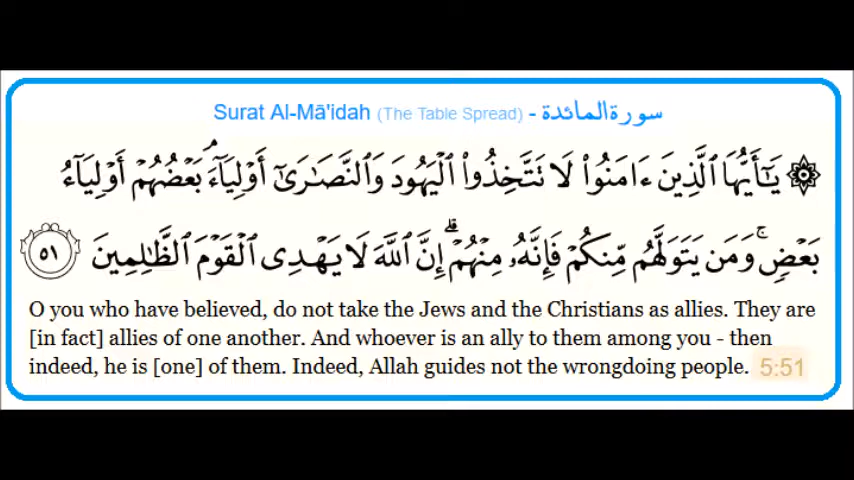 Surat Al-Mā'idah (The Table Spread) - سورة المائدة
۞ يَـٰٓأَيُّهَا ٱلَّذِينَ ءَامَنُوا۟ لَا تَتَّخِذُوا۟ ٱلْيَهُودَ وَٱلنَّصَـٰرَىٰٓ أَوْلِيَآءَ ۘ بَعْضُهُمْ أَوْلِيَآءُ
بَعْضٍ ۚ وَمَن يَتَوَلَّهُم مِّنكُمْ فَإِنَّهُۥ مِنْهُمْ ۗ إِنَّ ٱللَّهَ لَا يَهْدِى ٱلْقَوْمَ ٱلظَّـٰلِمِينَ ٥١
O you who have believed, do not take the Jews and the Christians as allies. They are
[in fact] allies of one another. And whoever is an ally to them among you - then
indeed, he is [one] of them. Indeed, Allah guides not the wrongdoing people. 5:51